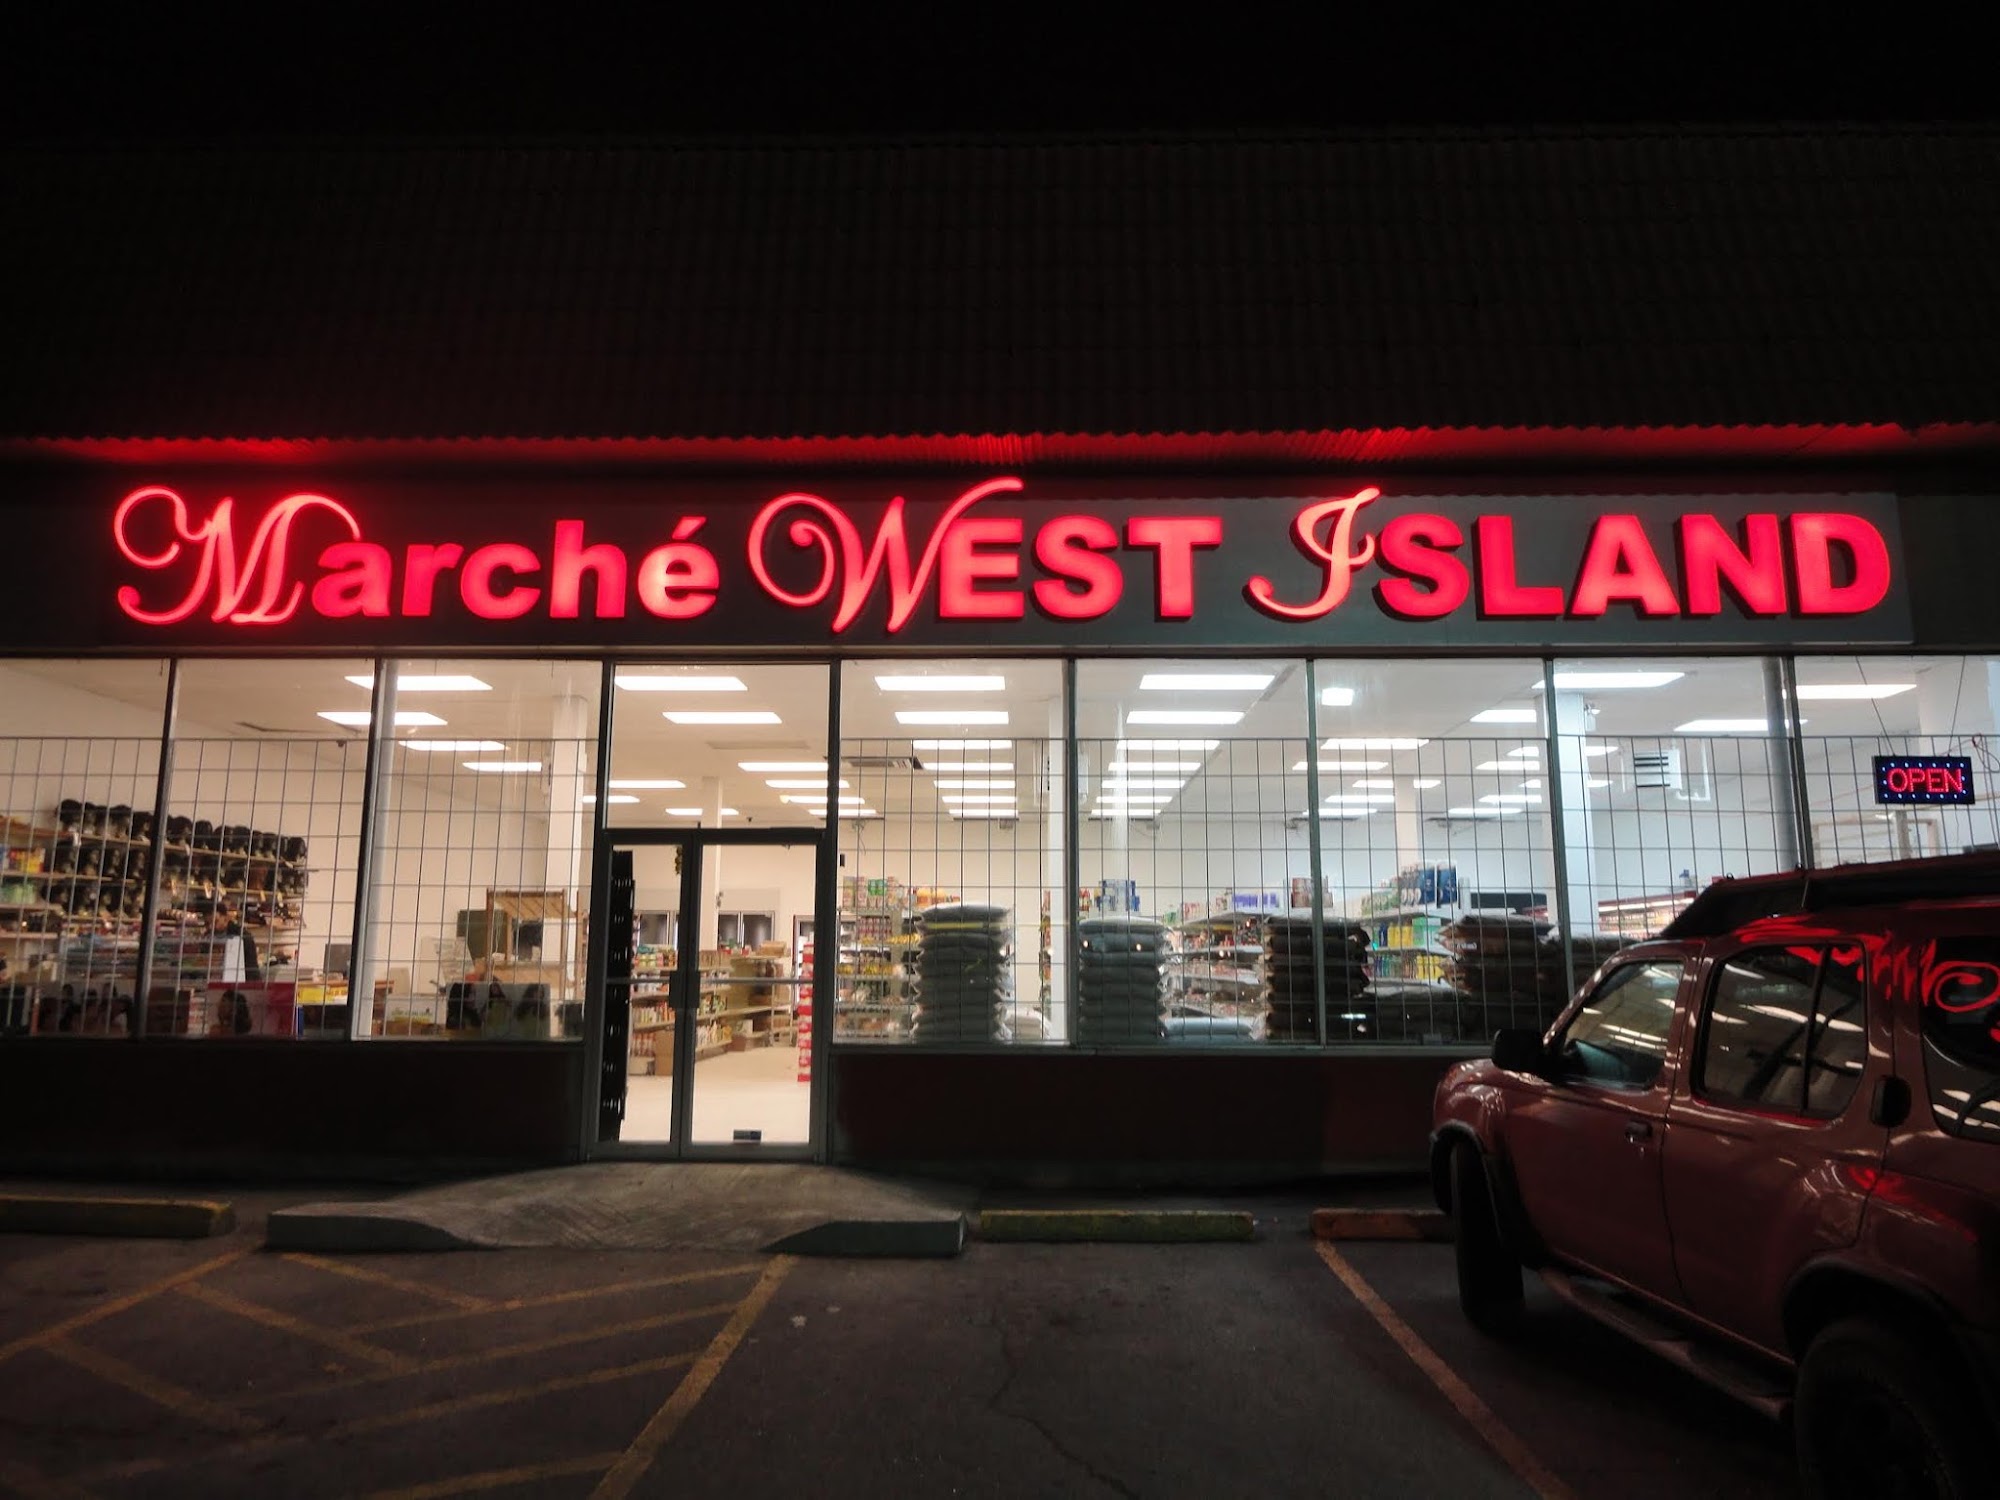 Marché WEST ISLAND
OPEN